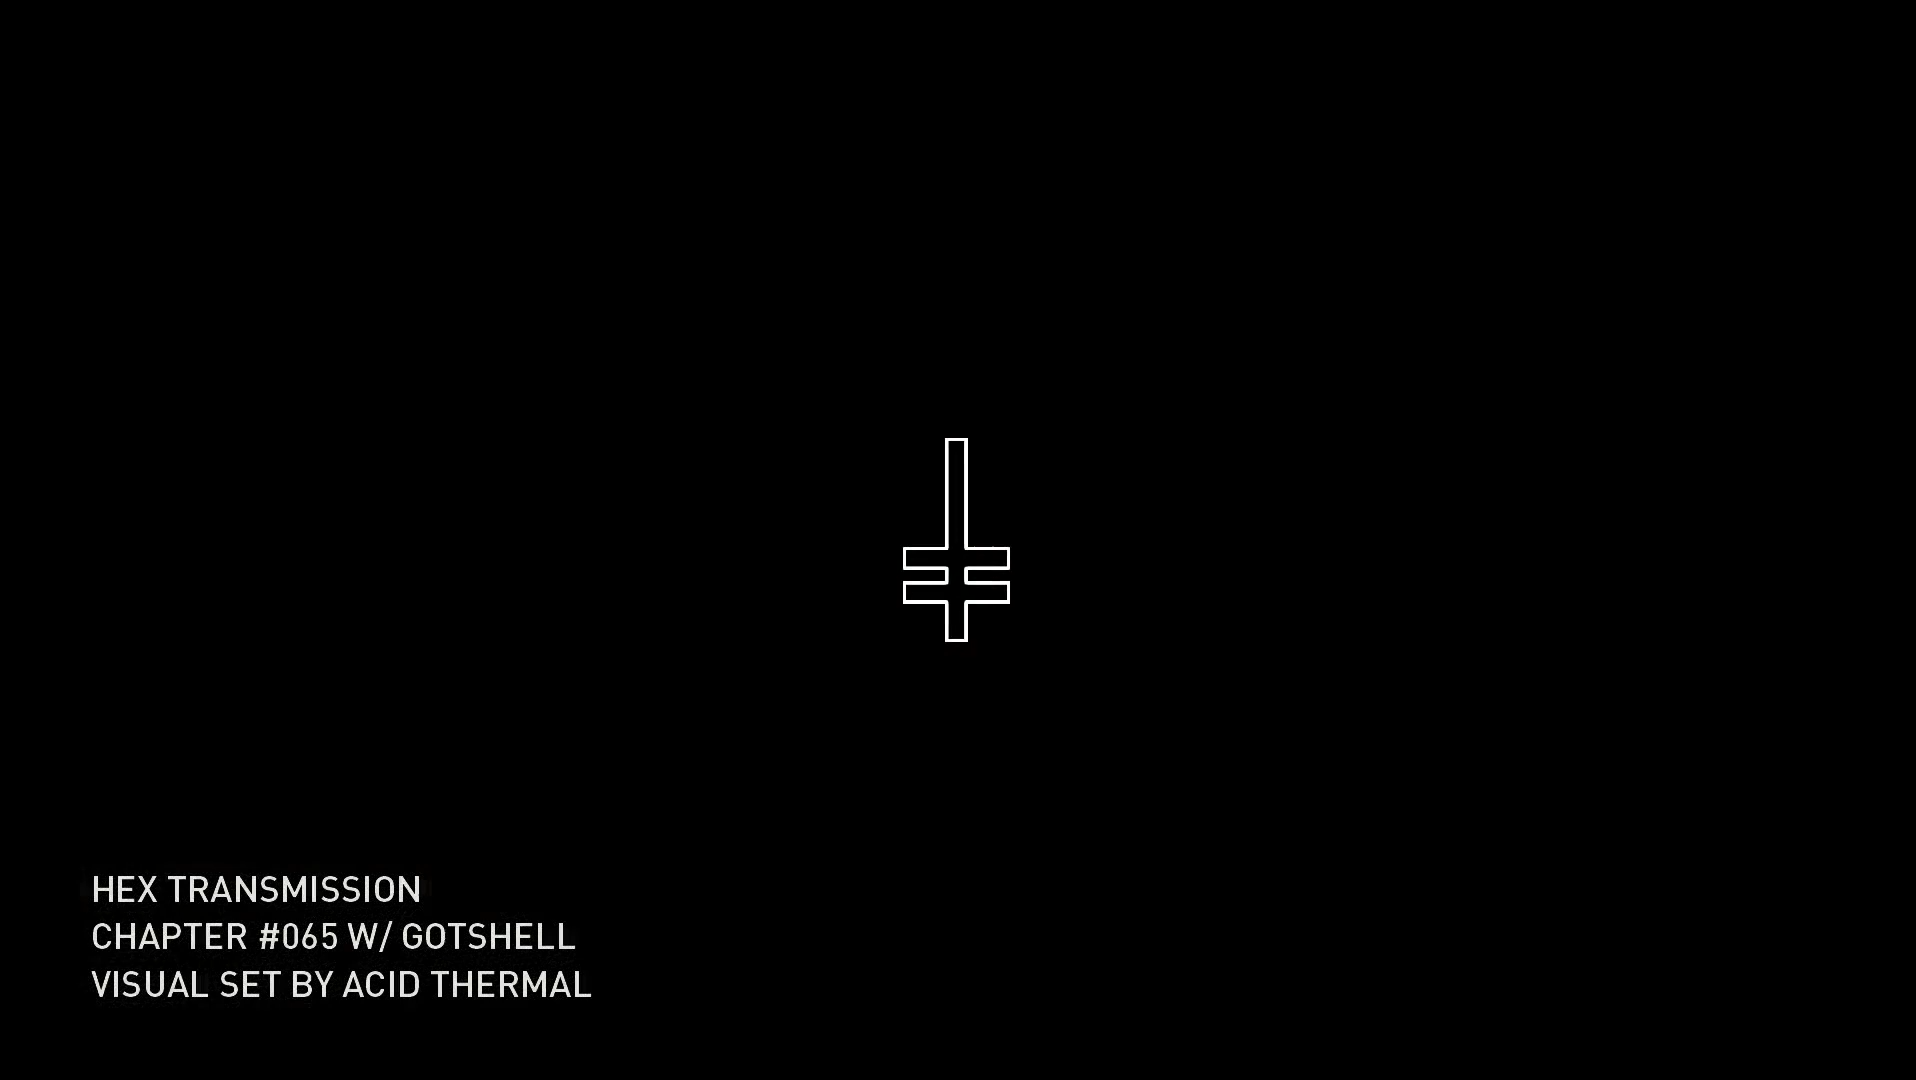 HEX TRANSMISSION
CHAPTER #065 W/ GOTSHELL
VISUAL SET BY ACID THERMAL